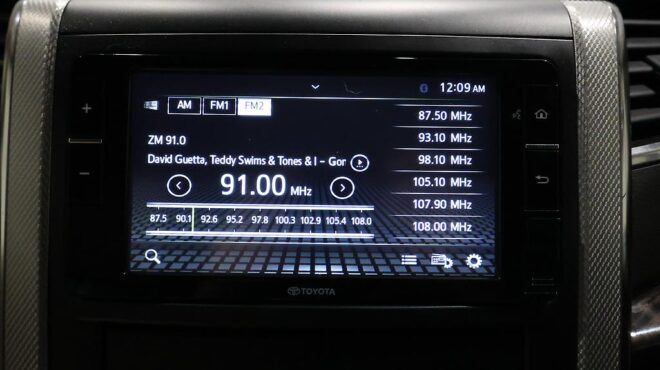 12:09 AM
AM FM1 FM2
87.50 MHz
93.10 MHz
98.10 MHz
105.10 MHz
107.90 MHz
108.00 MHz
ZM 91.0
David Guetta, Teddy Swims & Tones & I - Gor
91.00 MHz
87.5 90.1 92.6 95.2 97.8 100.3 102.9 105.4 108.0
TOYOTA